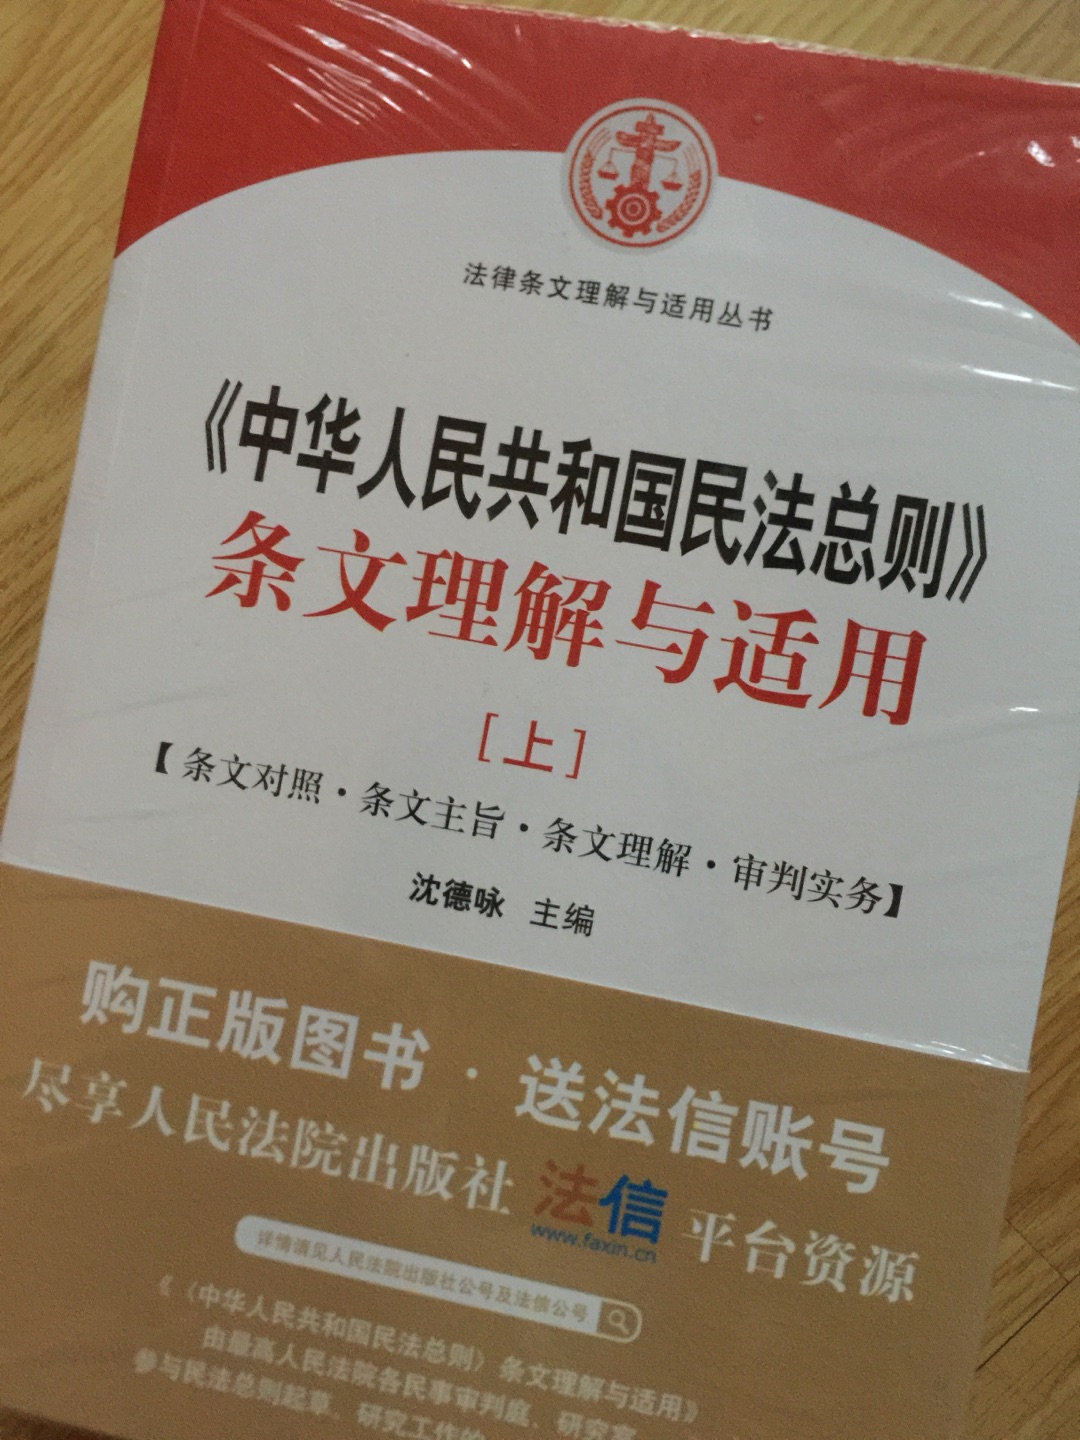 法律条文理解与适用丛书
《中华人民共和国民法总则》
条文理解与适用
[上]
【条文对照·条文主旨·条文理解·审判实务】
沈德咏 主编
购正版图书·送法信账号
尽享人民法院出版社 法信 平台资源
www.faxin.cn
详情请见人民法院出版社公号及法信公号
《〈中华人民共和国民法总则〉条文理解与适用》
由最高人民法院各民事审判庭、研究室
参与民法总则起草、研究工作的